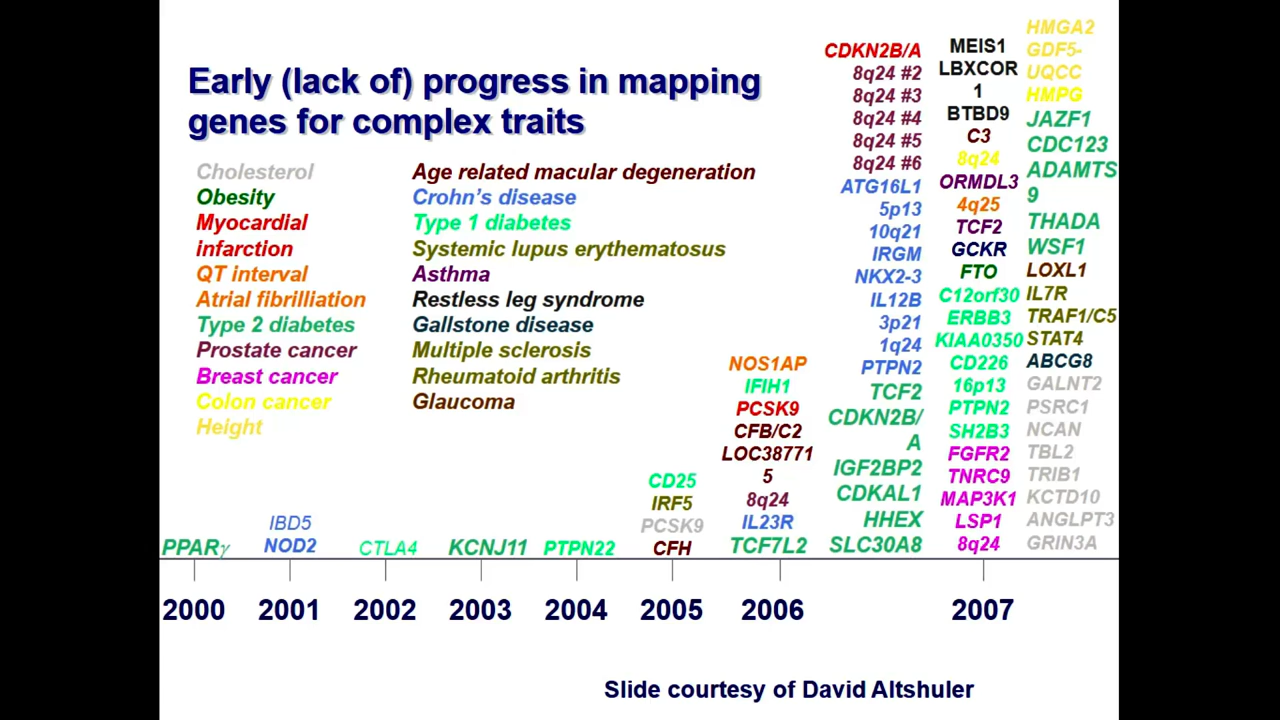 Early (lack of) progress in mapping
genes for complex traits
Cholesterol
Obesity
Myocardial
infarction
QT interval
Atrial fibrilliation
Type 2 diabetes
Prostate cancer
Breast cancer
Colon cancer
Height
Age related macular degeneration
Crohn's disease
Type 1 diabetes
Systemic lupus erythematosus
Asthma
Restless leg syndrome
Gallstone disease
Multiple sclerosis
Rheumatoid arthritis
Glaucoma
PPARγ
IBD5
NOD2
CTLA4
KCNJ11
PTPN22
CD25
IRF5
PCSK9
CFH
NOS1AP
IFIH1
PCSK9
CFB/C2
LOC38771
5
8q24
IL23R
TCF7L2
CDKN2B/A
8q24 #2
8q24 #3
8q24 #4
8q24 #5
8q24 #6
ATG16L1
5p13
10q21
IRGM
NKX2-3
IL12B
3p21
1q24
PTPN2
TCF2
CDKN2B/
A
IGF2BP2
CDKAL1
HHEX
SLC30A8
MEIS1
LBXCOR
1
BTBD9
C3
8q24
ORMDL3
4q25
TCF2
GCKR
FTO
C12orf30
ERBB3
KIAA0350
CD226
16p13
PTPN2
SH2B3
FGFR2
TNRC9
MAP3K1
LSP1
8q24
HMGA2
GDF5-
UQCC
HMPG
JAZF1
CDC123
ADAMTS
9
THADA
WSF1
LOXL1
IL7R
TRAF1/C5
STAT4
ABCG8
GALNT2
PSRC1
NCAN
TBL2
TRIB1
KCTD10
ANGLPT3
GRIN3A
2000 2001 2002 2003 2004 2005 2006 2007
Slide courtesy of David Altshuler